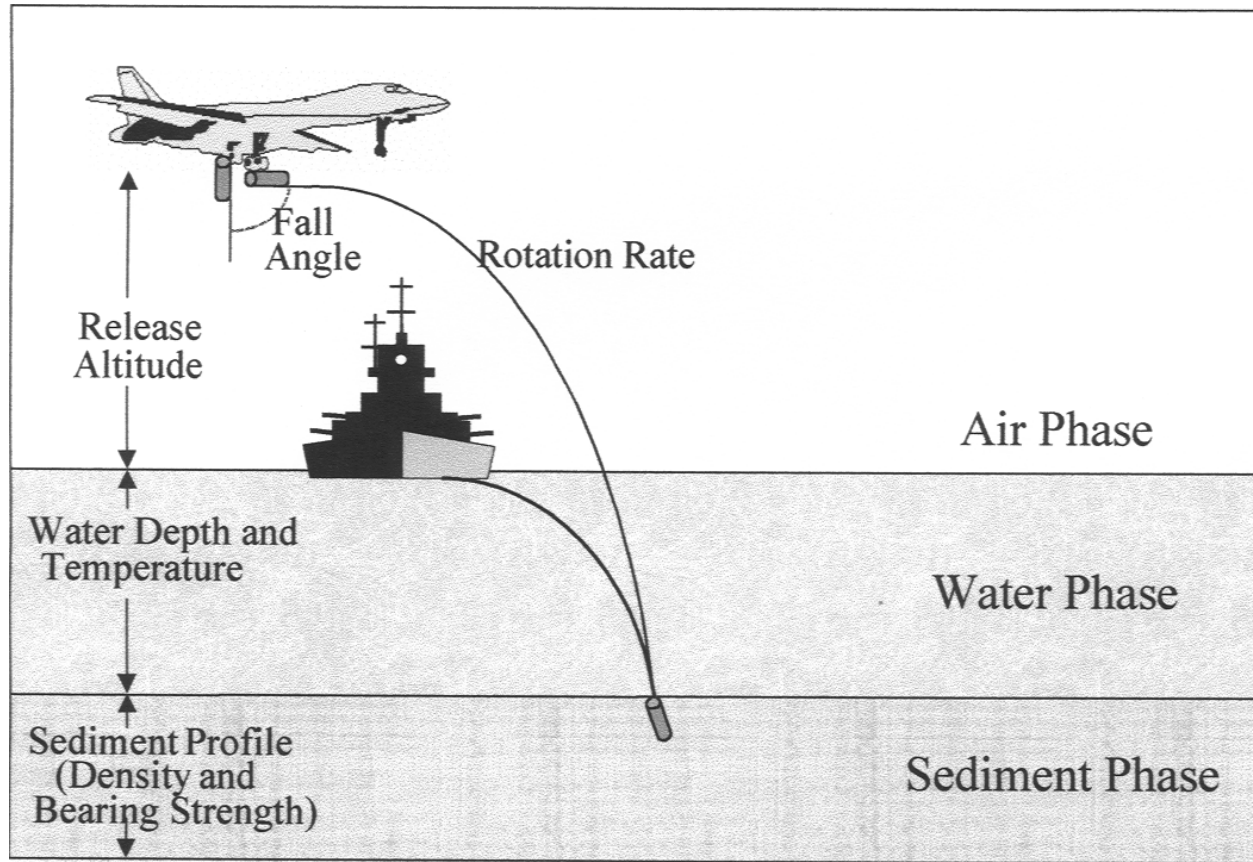 Fall
Angle
Rotation Rate
Release
Altitude
Air Phase
Water Depth and
Temperature
Water Phase
Sediment Profile
(Density and
Bearing Strength)
Sediment Phase